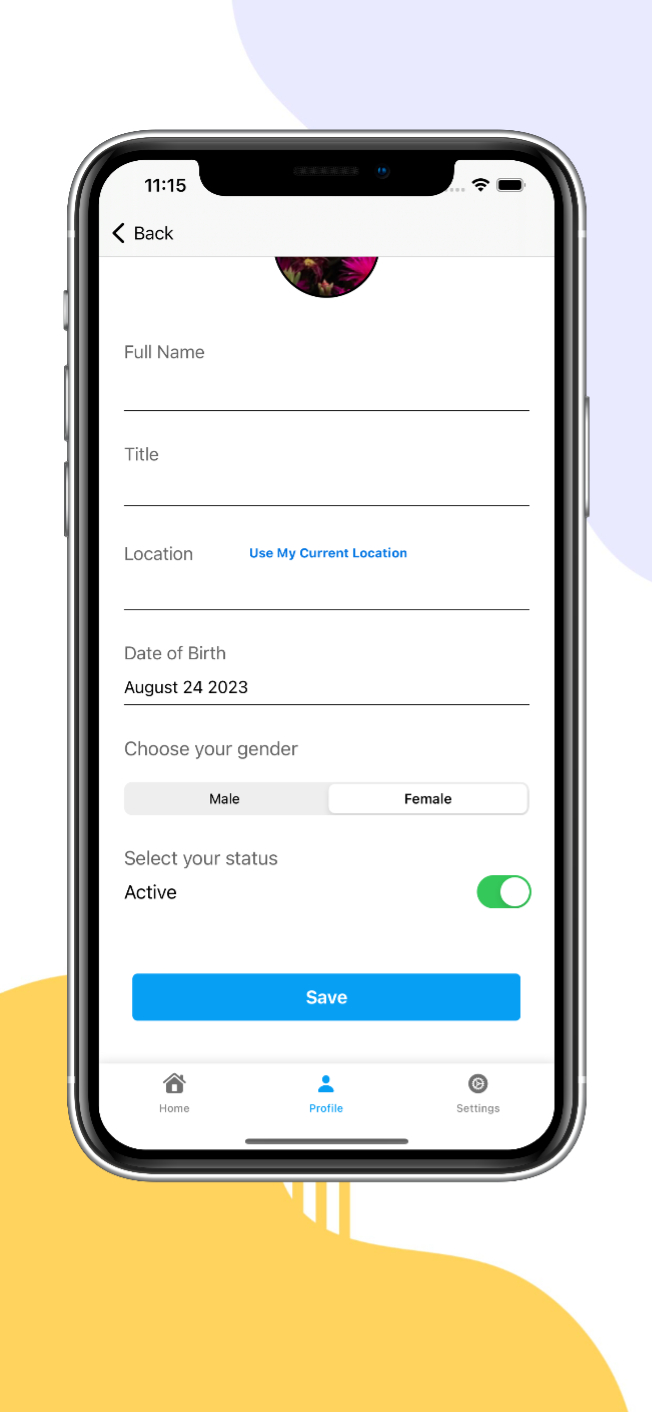 11:15
Back
Full Name
Title
Location Use My Current Location
Date of Birth
August 24 2023
Choose your gender
Male Female
Select your status
Active
Save
Home Profile Settings